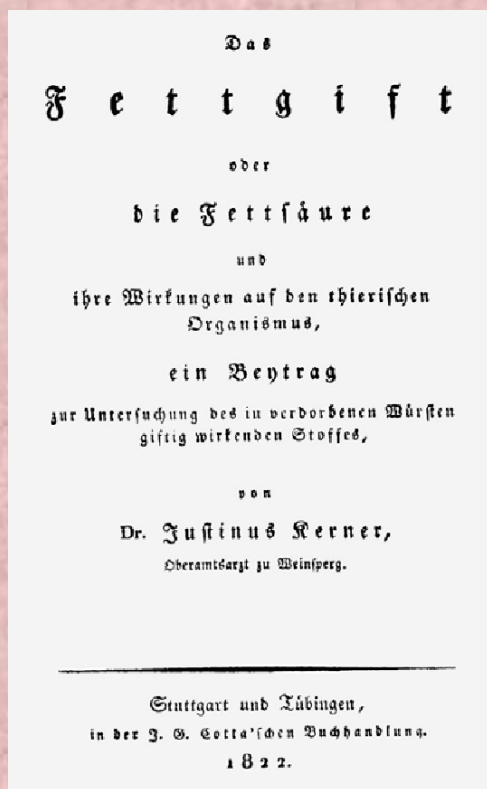 Das
Fettgift
oder
die Fettſäure
und
ihre Wirkungen auf den thieriſchen
Organismus,
ein Beytrag
zur Unterſuchung des in verdorbenen Würſten
giftig wirkenden Stoffes,
von
Dr. Juſtinus Kerner,
Oberamtsarzt zu Weinſperg.
Stuttgart und Tübingen,
in der J. G. Cotta'ſchen Buchhandlung.
1822.